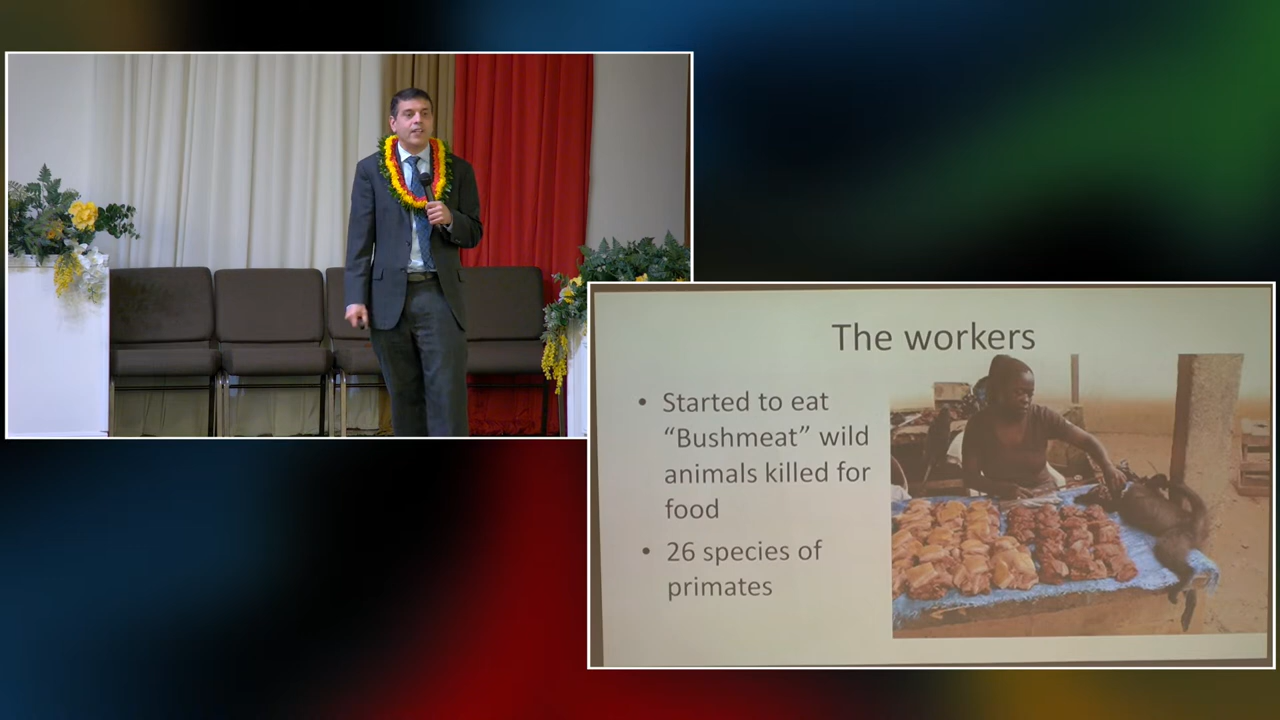 The workers
• Started to eat
“Bushmeat” wild
animals killed for
food
• 26 species of
primates